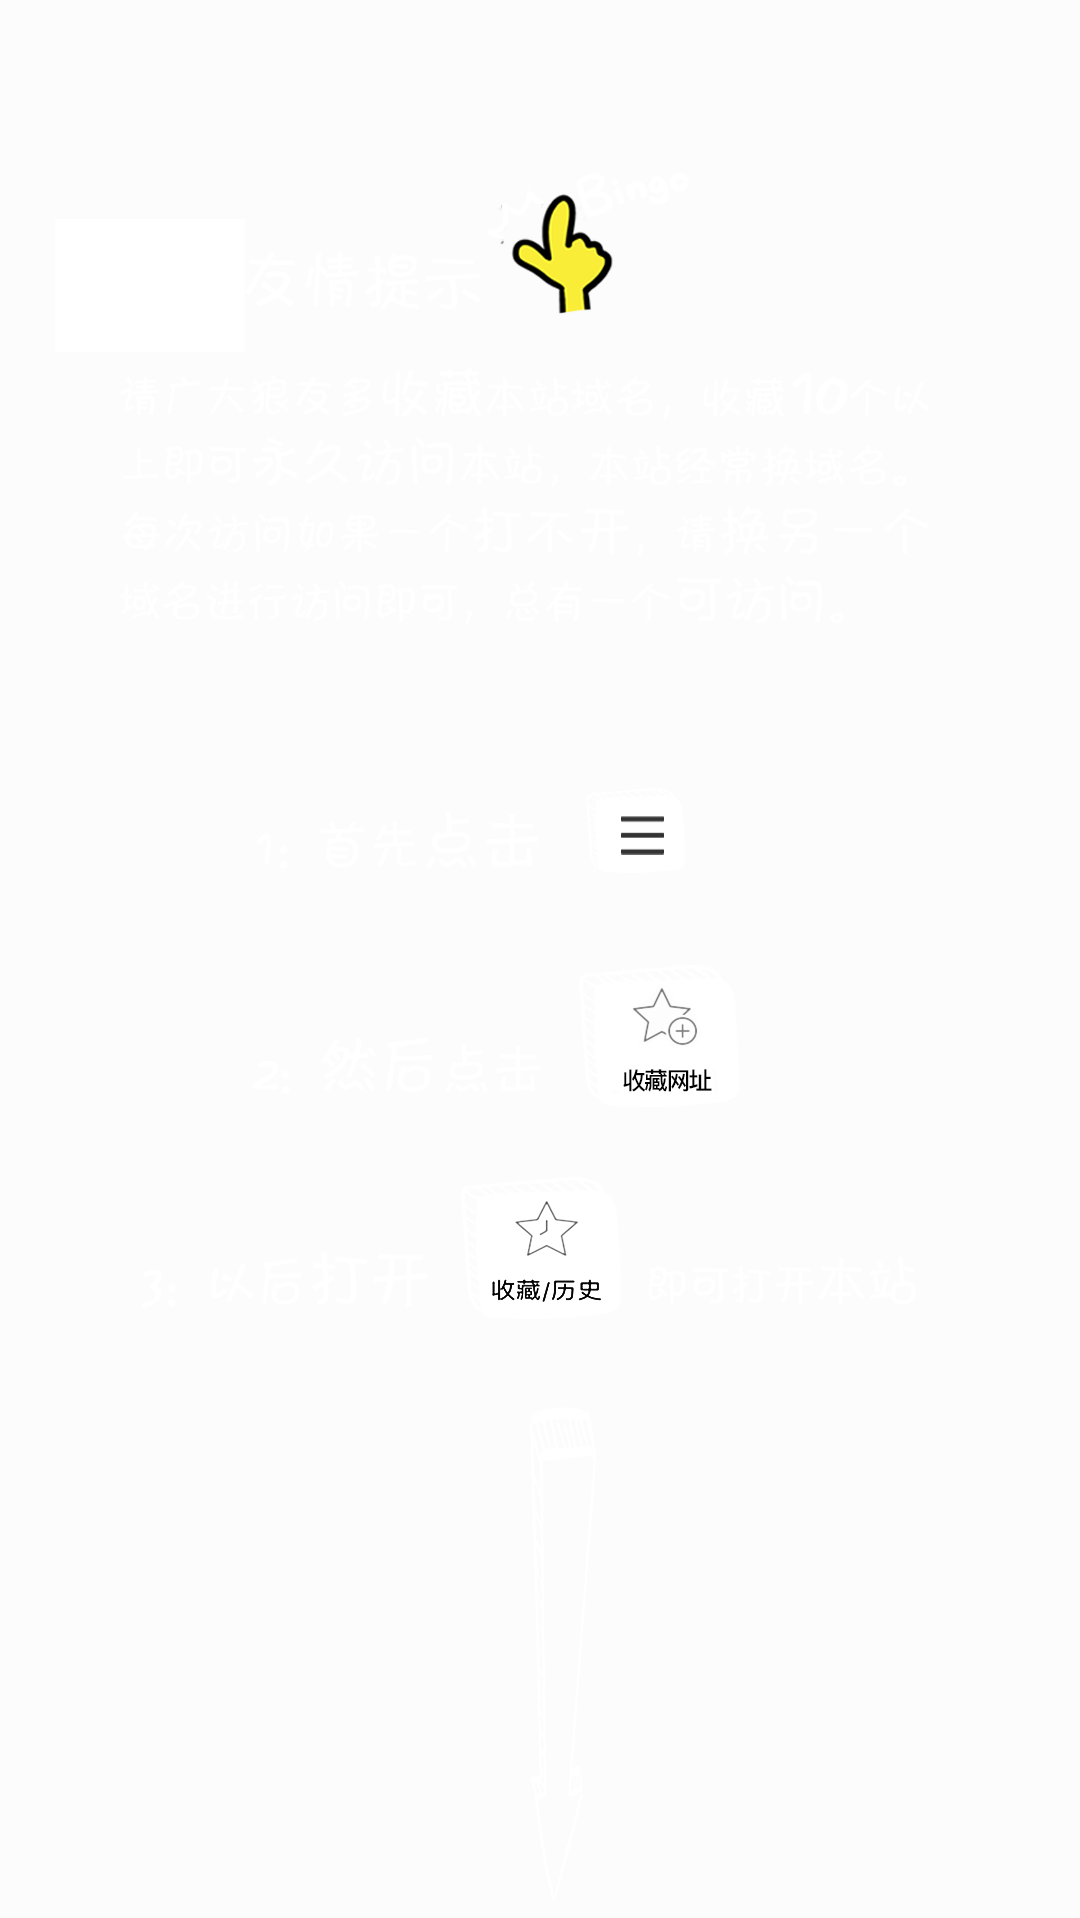 Bingo
友情提示
请广大狼友多收藏本站域名，收藏10个以
上即可永久访问本站，本站经常换域名。
每次访问如果一个打不开，请换另一个
域名进行访问即可，总有一个可访问。
1：首先点击
2：然后点击
收藏网址
3：以后打开 收藏/历史 即可打开本站